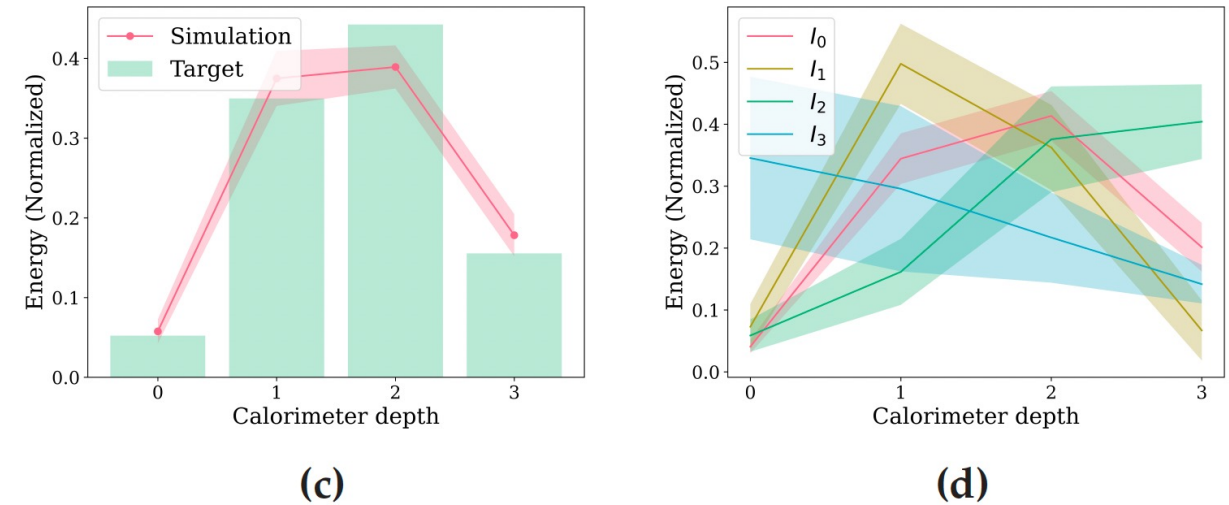 Simulation
Target
Energy (Normalized)
0.4
0.3
0.2
0.1
0.0
0 1 2 3
Calorimeter depth
(c)
I0
I1
I2
I3
Energy (Normalized)
0.5
0.4
0.3
0.2
0.1
0.0
0 1 2 3
Calorimeter depth
(d)